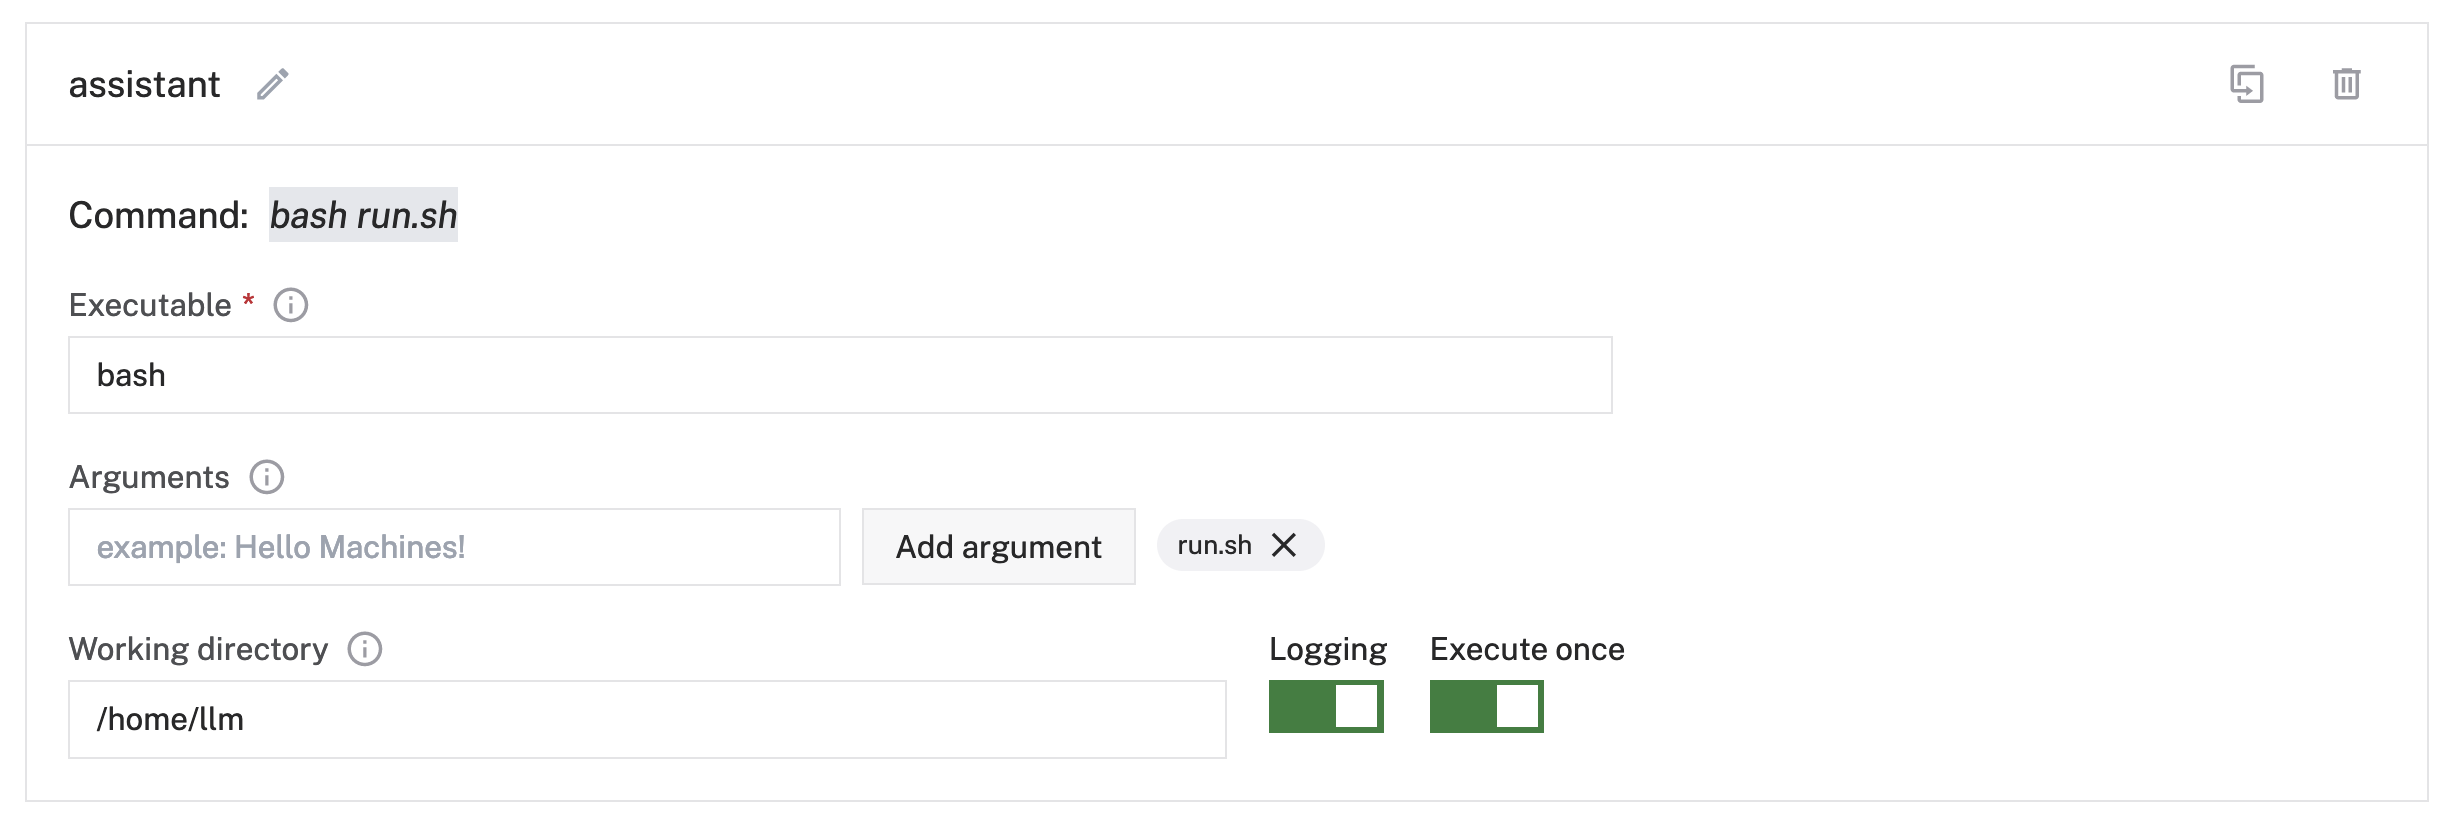 assistant
Command: bash run.sh
Executable *
bash
Arguments
example: Hello Machines! Add argument run.sh
Working directory Logging Execute once
/home/llm